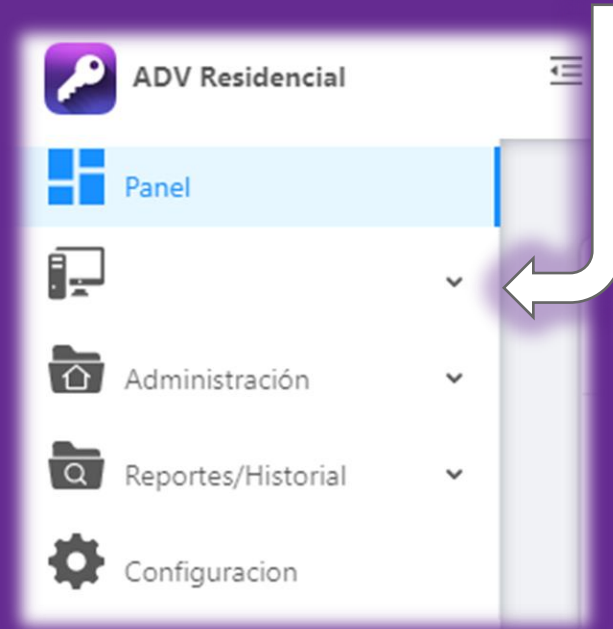 ADV Residencial
Panel
Administración
Reportes/Historial
Configuracion